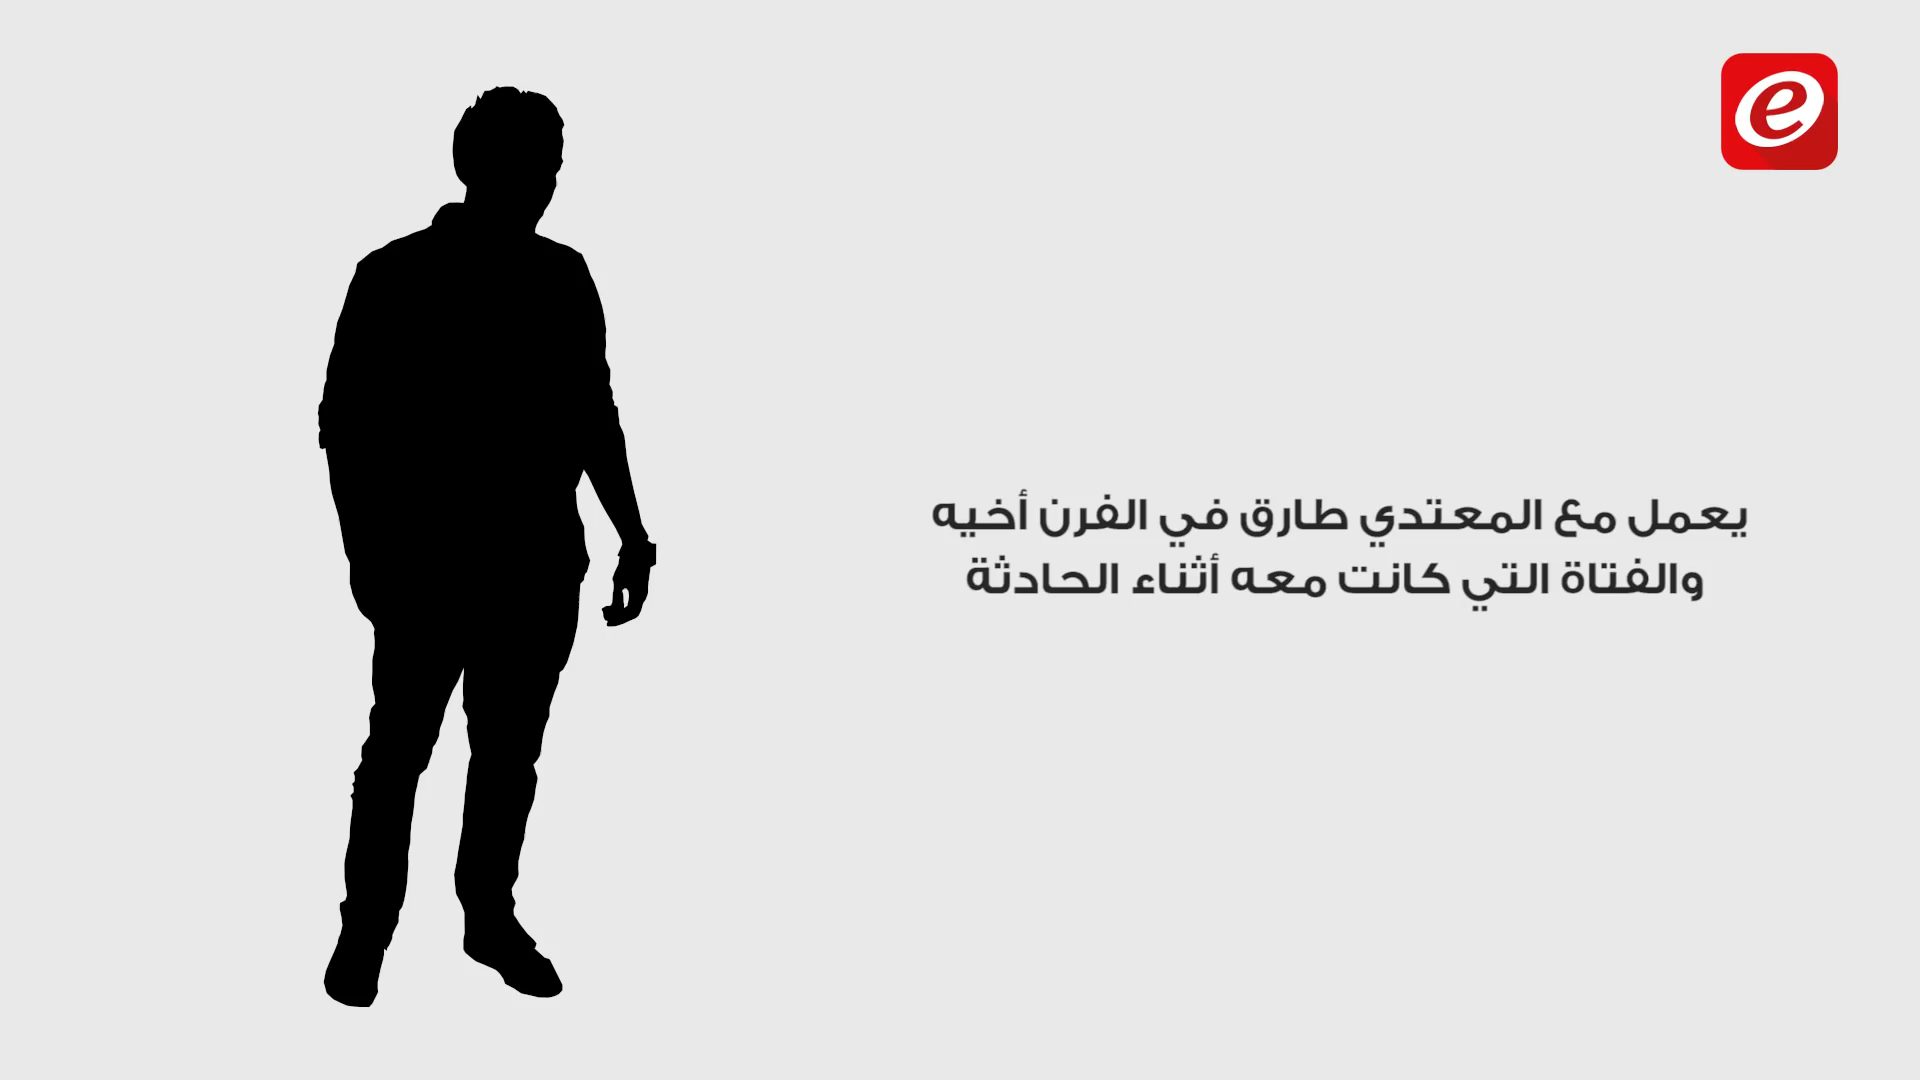 يعمل مع المعتدي طارق في الفرن أخيه
والفتاة التي كانت معه أثناء الحادثة
e